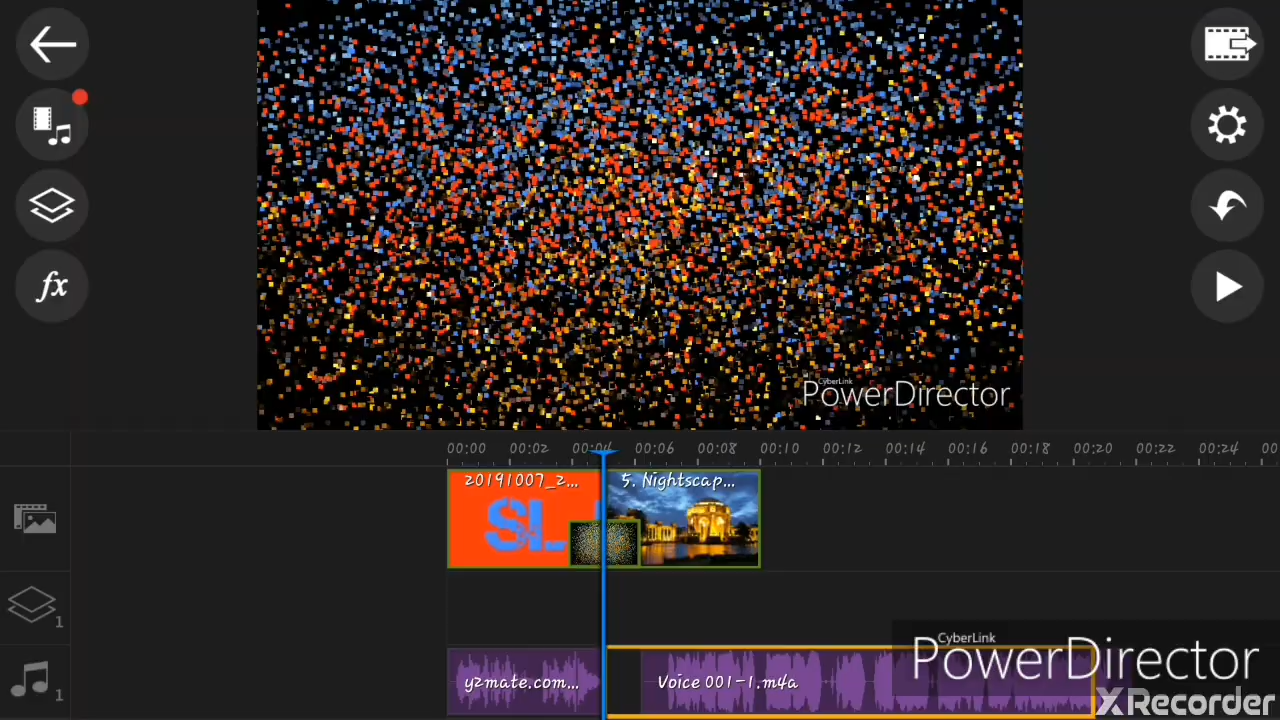 fx
CyberLink
PowerDirector
00:00 00:02 00:04 00:06 00:08 00:10 00:12 00:14 00:16 00:18 00:20 00:22 00:24
20191007_2... 5. Nightscap...
SL
1
CyberLink
PowerDirector
y2mate.com... Voice 001-1.m4a
1
XRecorder